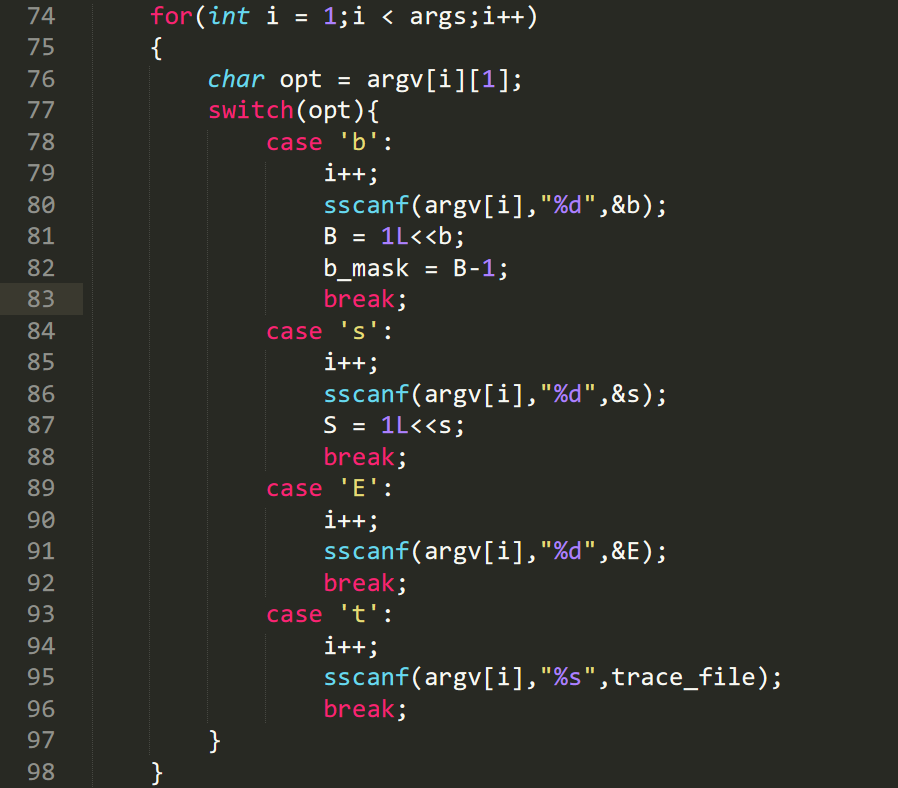 74 for(int i = 1;i < args;i++)
75 {
76 char opt = argv[i][1];
77 switch(opt){
78 case 'b':
79 i++;
80 sscanf(argv[i],"%d",&b);
81 B = 1L<<b;
82 b_mask = B-1;
83 break;
84 case 's':
85 i++;
86 sscanf(argv[i],"%d",&s);
87 S = 1L<<s;
88 break;
89 case 'E':
90 i++;
91 sscanf(argv[i],"%d",&E);
92 break;
93 case 't':
94 i++;
95 sscanf(argv[i],"%s",trace_file);
96 break;
97 }
98 }